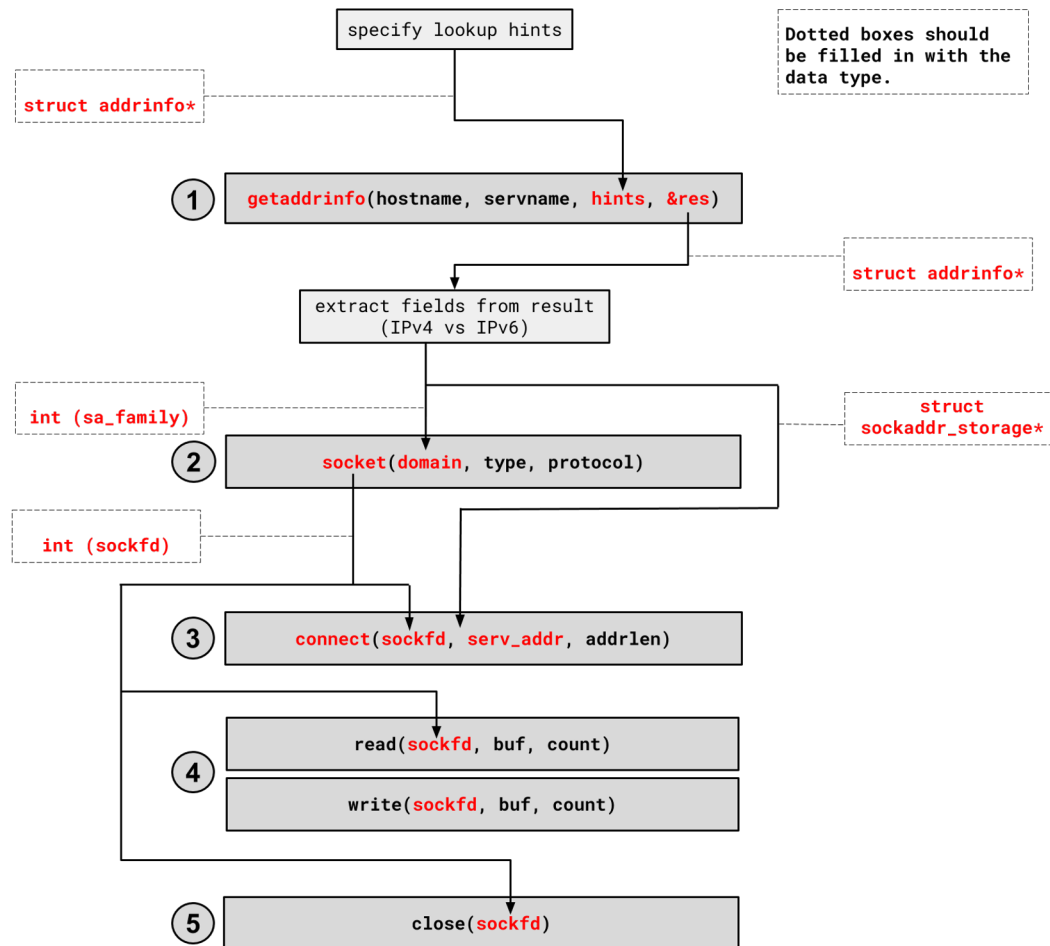 specify lookup hints
Dotted boxes should
be filled in with the
data type.
struct addrinfo*
1
getaddrinfo(hostname, servname, hints, &res)
struct addrinfo*
extract fields from result
(IPv4 vs IPv6)
int (sa_family)
struct
sockaddr_storage*
2
socket(domain, type, protocol)
int (sockfd)
3
connect(sockfd, serv_addr, addrlen)
4
read(sockfd, buf, count)
write(sockfd, buf, count)
5
close(sockfd)